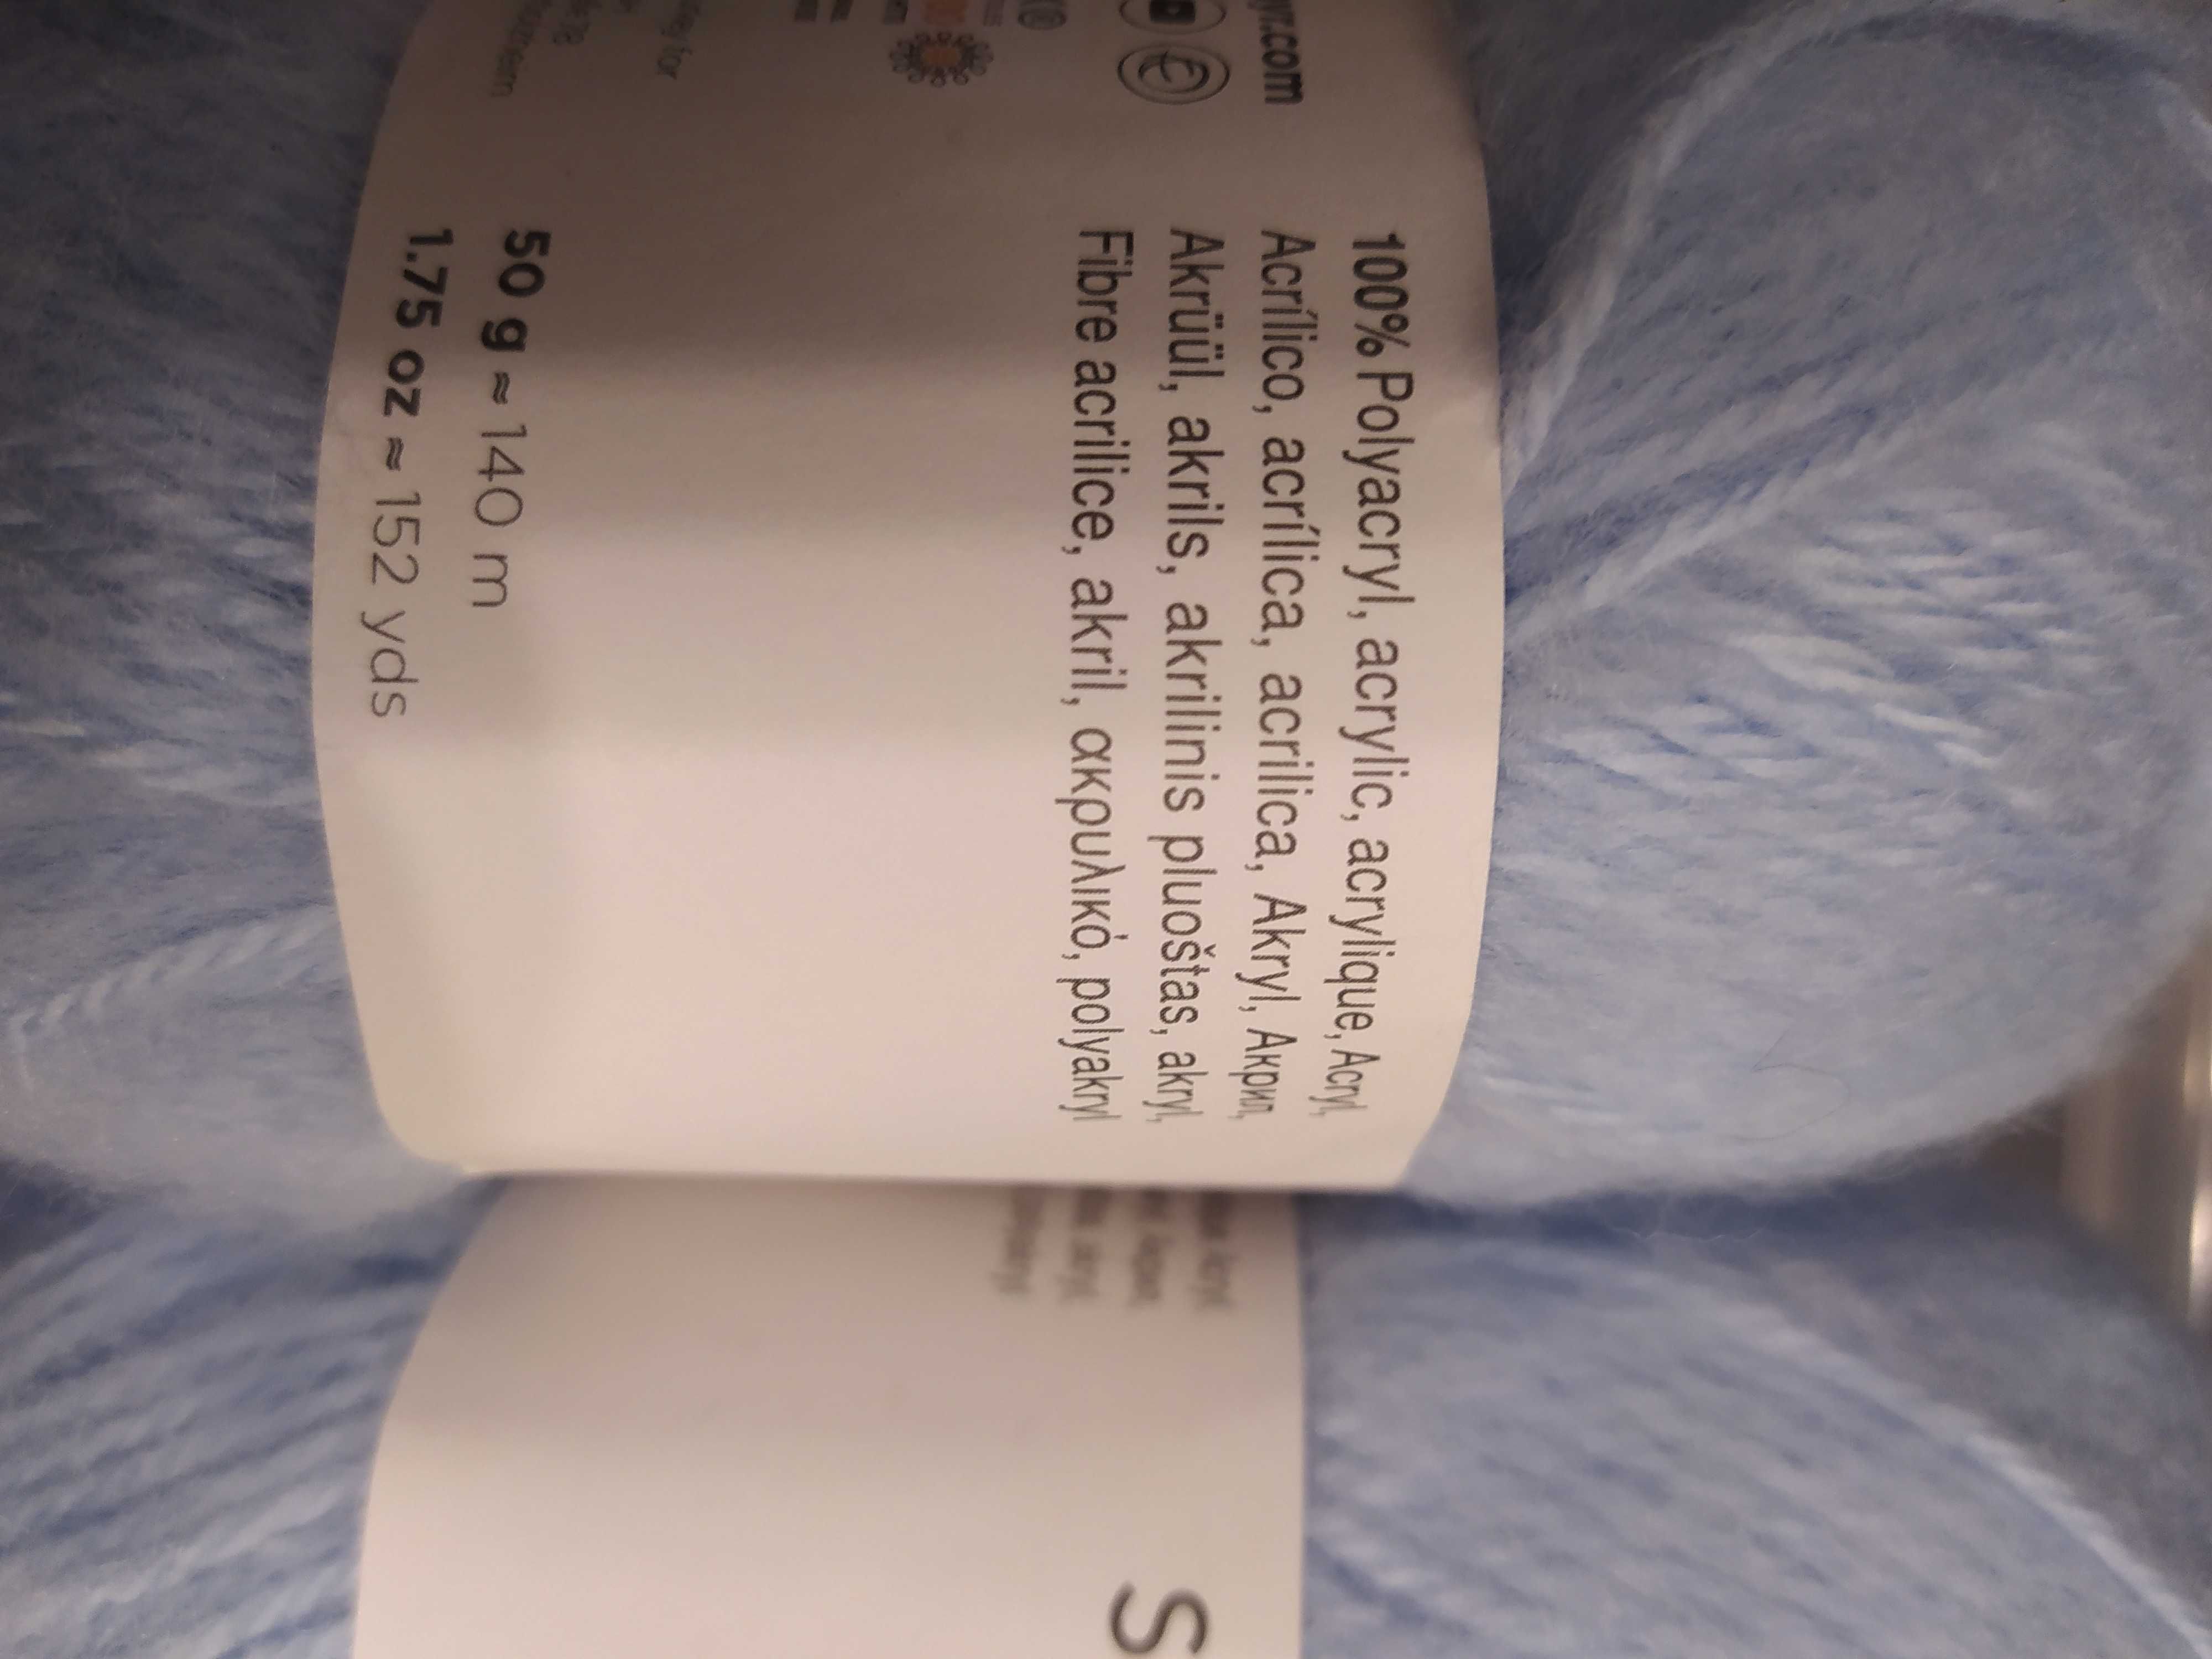 100% Polyacryl, acrylic, acrylique, Acryl,
Acrílico, acrílica, acrilica, Akryl, Акрил,
Akrüül, akrils, akrilinis pluoštas, akryl,
Fibre acrilice, akril, ακρυλικό, polyakryl
50 g ≈ 140 m
1.75 oz ≈ 152 yds
for
S